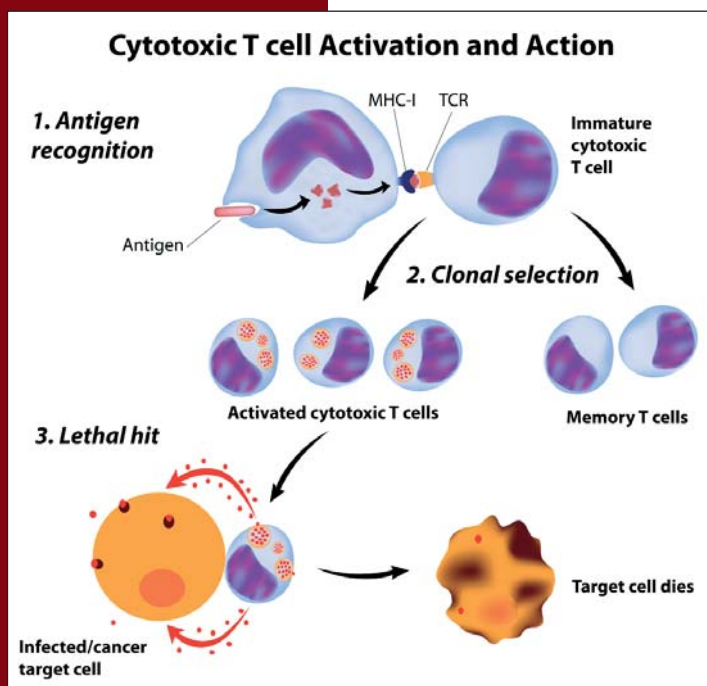 Cytotoxic T cell Activation and Action
1. Antigen
recognition
MHC-I
TCR
Immature
cytotoxic
T cell
Antigen
2. Clonal selection
Activated cytotoxic T cells
Memory T cells
3. Lethal hit
Infected/cancer
target cell
Target cell dies